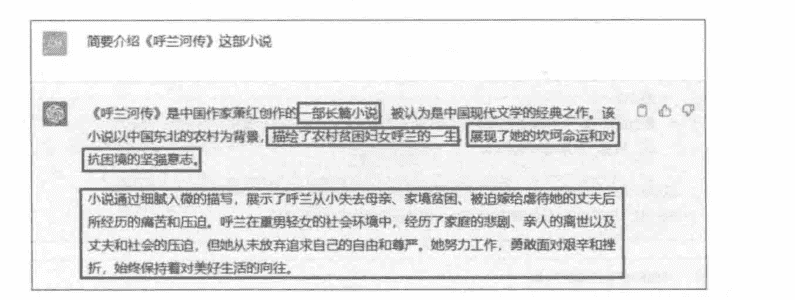 简要介绍《呼兰河传》这部小说
《呼兰河传》是中国作家萧红创作的一部长篇小说，被认为是中国现代文学的经典之作。该
小说以中国东北的农村为背景，描绘了农村贫困妇女呼兰的一生，展现了她的坎坷命运和对
抗困境的坚强意志。
小说通过细腻入微的描写，展示了呼兰从小失去母亲、家境贫困、被迫嫁给虐待她的丈夫后
所经历的痛苦和压迫。呼兰在重男轻女的社会环境中，经历了家庭的悲剧、亲人的离世以及
丈夫和社会的压迫，但她从未放弃追求自己的自由和尊严。她努力工作，勇敢面对艰辛和挫
折，始终保持着对美好生活的向往。